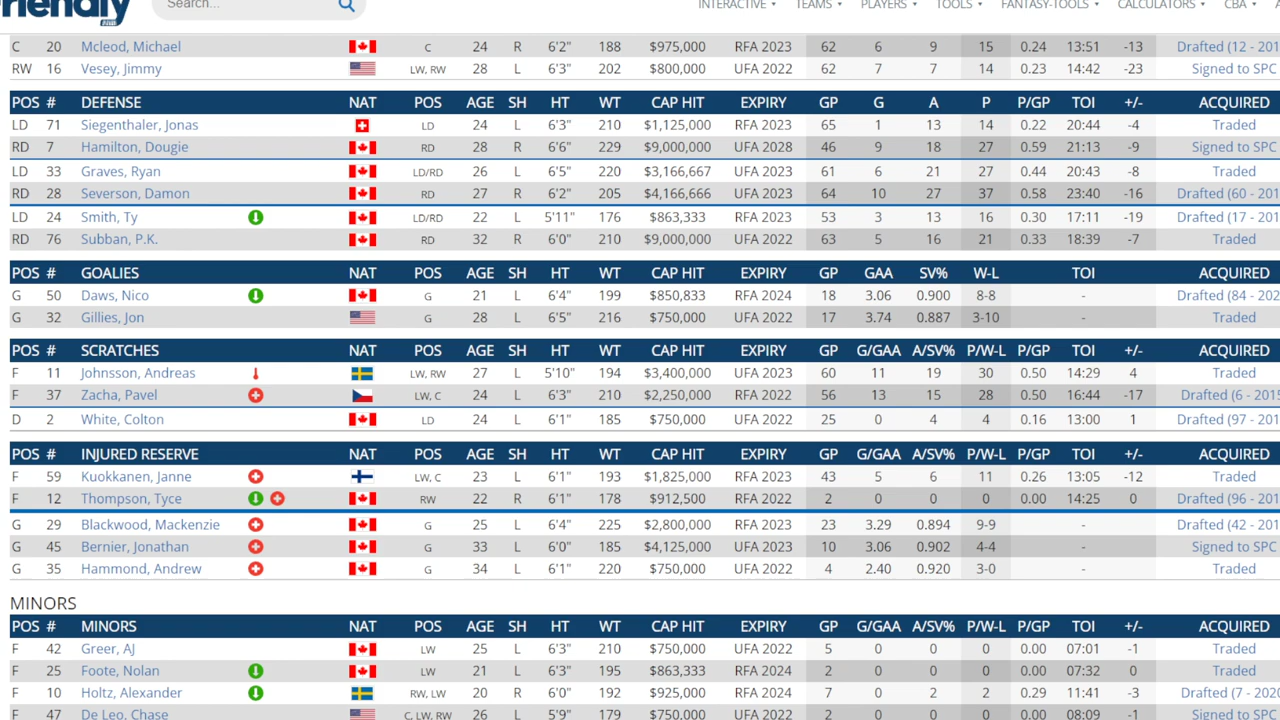 riendly
Search... INTERACTIVE TEAMS PLAYERS TOOLS FANTASY-TOOLS CALCULATORS CBA
C 20 Mcleod, Michael C 24 R 6'2" 188 $975,000 RFA 2023 62 6 9 15 0.24 13:51 -13 Drafted (12 - 201
RW 16 Vesey, Jimmy LW, RW 28 L 6'3" 202 $800,000 UFA 2022 62 7 7 14 0.23 14:42 -23 Signed to SPC
POS # DEFENSE NAT POS AGE SH HT WT CAP HIT EXPIRY GP G A P P/GP TOI +/- ACQUIRED
LD 71 Siegenthaler, Jonas LD 24 L 6'3" 210 $1,125,000 RFA 2023 65 1 13 14 0.22 20:44 -4 Traded
RD 7 Hamilton, Dougie RD 28 R 6'6" 229 $9,000,000 UFA 2028 46 9 18 27 0.59 21:13 -9 Signed to SPC
LD 33 Graves, Ryan LD/RD 26 L 6'5" 220 $3,166,667 UFA 2023 61 6 21 27 0.44 20:43 -8 Traded
RD 28 Severson, Damon RD 27 R 6'2" 205 $4,166,666 UFA 2023 64 10 27 37 0.58 23:40 -16 Drafted (60 - 201
LD 24 Smith, Ty LD/RD 22 L 5'11" 176 $863,333 RFA 2023 53 3 13 16 0.30 17:11 -19 Drafted (17 - 201
RD 76 Subban, P.K. RD 32 R 6'0" 210 $9,000,000 UFA 2022 63 5 16 21 0.33 18:39 -7 Traded
POS # GOALIES NAT POS AGE SH HT WT CAP HIT EXPIRY GP GAA SV% W-L TOI ACQUIRED
G 50 Daws, Nico G 21 L 6'4" 199 $850,833 RFA 2024 18 3.06 0.900 8-8 - Drafted (84 - 202
G 32 Gillies, Jon G 28 L 6'5" 216 $750,000 UFA 2022 17 3.74 0.887 3-10 - Traded
POS # SCRATCHES NAT POS AGE SH HT WT CAP HIT EXPIRY GP G/GAA A/SV% P/W-L P/GP TOI +/- ACQUIRED
F 11 Johnsson, Andreas LW, RW 27 L 5'10" 194 $3,400,000 UFA 2023 60 11 19 30 0.50 14:29 4 Traded
F 37 Zacha, Pavel LW, C 24 L 6'3" 210 $2,250,000 RFA 2022 56 13 15 28 0.50 16:44 -17 Drafted (6 - 2015
D 2 White, Colton LD 24 L 6'1" 185 $750,000 UFA 2022 25 0 4 4 0.16 13:00 1 Drafted (97 - 201
POS # INJURED RESERVE NAT POS AGE SH HT WT CAP HIT EXPIRY GP G/GAA A/SV% P/W-L P/GP TOI +/- ACQUIRED
F 59 Kuokkanen, Janne LW, C 23 L 6'1" 193 $1,825,000 RFA 2023 43 5 6 11 0.26 13:05 -12 Traded
F 12 Thompson, Tyce RW 22 R 6'1" 178 $912,500 RFA 2022 2 0 0 0 0.00 14:25 0 Drafted (96 - 201
G 29 Blackwood, Mackenzie G 25 L 6'4" 225 $2,800,000 RFA 2023 23 3.29 0.894 9-9 - Drafted (42 - 201
G 45 Bernier, Jonathan G 33 L 6'0" 185 $4,125,000 UFA 2023 10 3.06 0.902 4-4 - Signed to SPC
G 35 Hammond, Andrew G 34 L 6'1" 220 $750,000 UFA 2022 4 2.40 0.920 3-0 - Traded
MINORS
POS # MINORS NAT POS AGE SH HT WT CAP HIT EXPIRY GP G/GAA A/SV% P/W-L P/GP TOI +/- ACQUIRED
F 42 Greer, AJ LW 25 L 6'3" 210 $750,000 UFA 2022 5 0 0 0 0.00 07:01 -1 Traded
F 25 Foote, Nolan LW 21 L 6'3" 195 $863,333 RFA 2024 2 0 0 0 0.00 07:32 0 Traded
F 10 Holtz, Alexander RW, LW 20 R 6'0" 192 $925,000 RFA 2024 7 0 2 2 0.29 11:41 -3 Drafted (7 - 2020
F 47 De Leo, Chase C, LW, RW 26 L 5'9" 179 $750,000 UFA 2022 2 0 0 0 0.00 08:09 -1 Signed to SPC